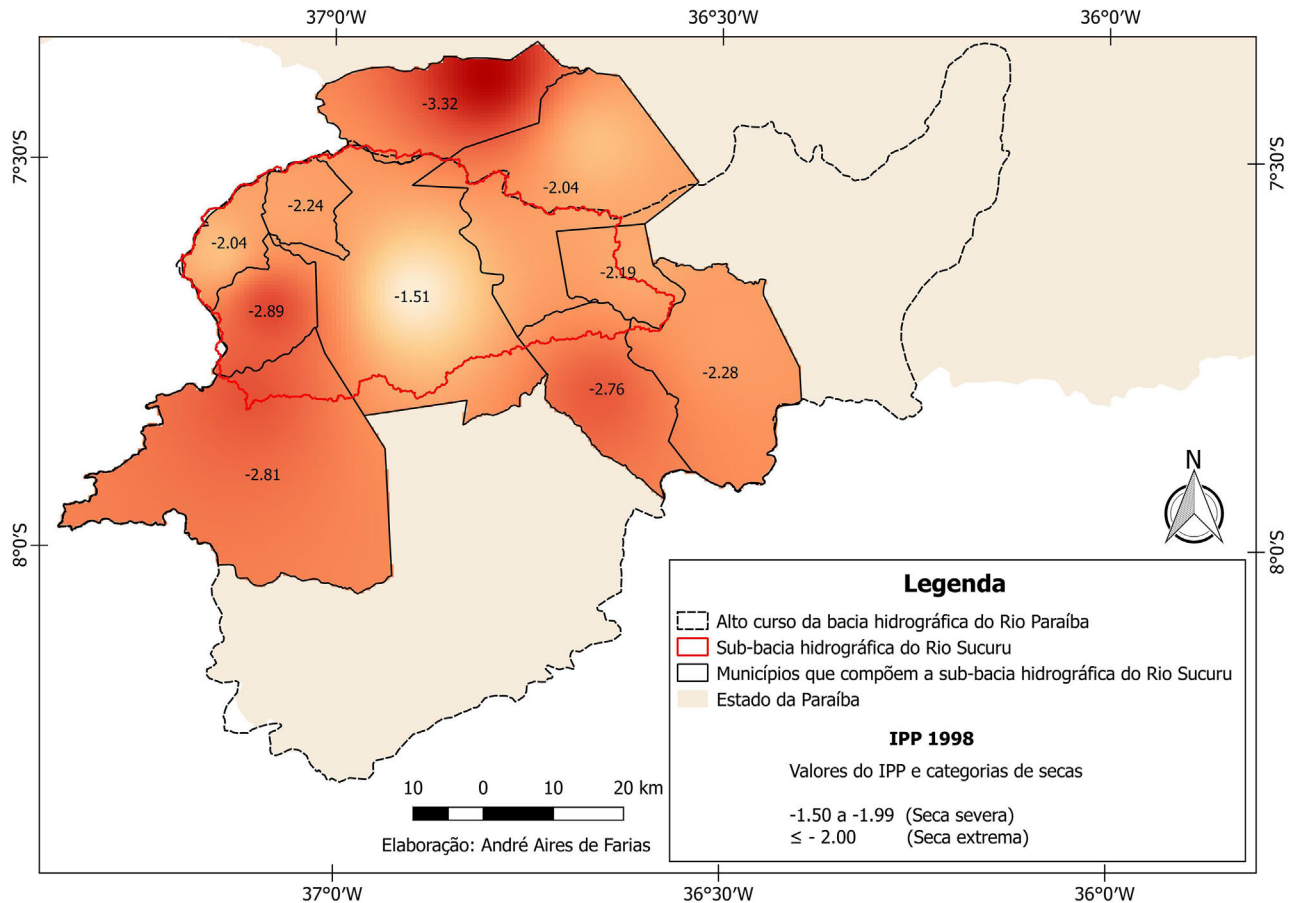 37°0'W 36°30'W 36°0'W
7°30'S 7°30'S
-3.32
-2.04
-2.24
-2.04
-2.19
-1.51
-2.89
-2.28
-2.76
-2.81
N
8°0'S 8°0'S
Legenda
Alto curso da bacia hidrográfica do Rio Paraíba
Sub-bacia hidrográfica do Rio Sucuru
Municípios que compõem a sub-bacia hidrográfica do Rio Sucuru
Estado da Paraíba
IPP 1998
Valores do IPP e categorias de secas
-1.50 a -1.99 (Seca severa)
≤ - 2.00 (Seca extrema)
10 0 10 20 km
Elaboração: André Aires de Farias
37°0'W 36°30'W 36°0'W